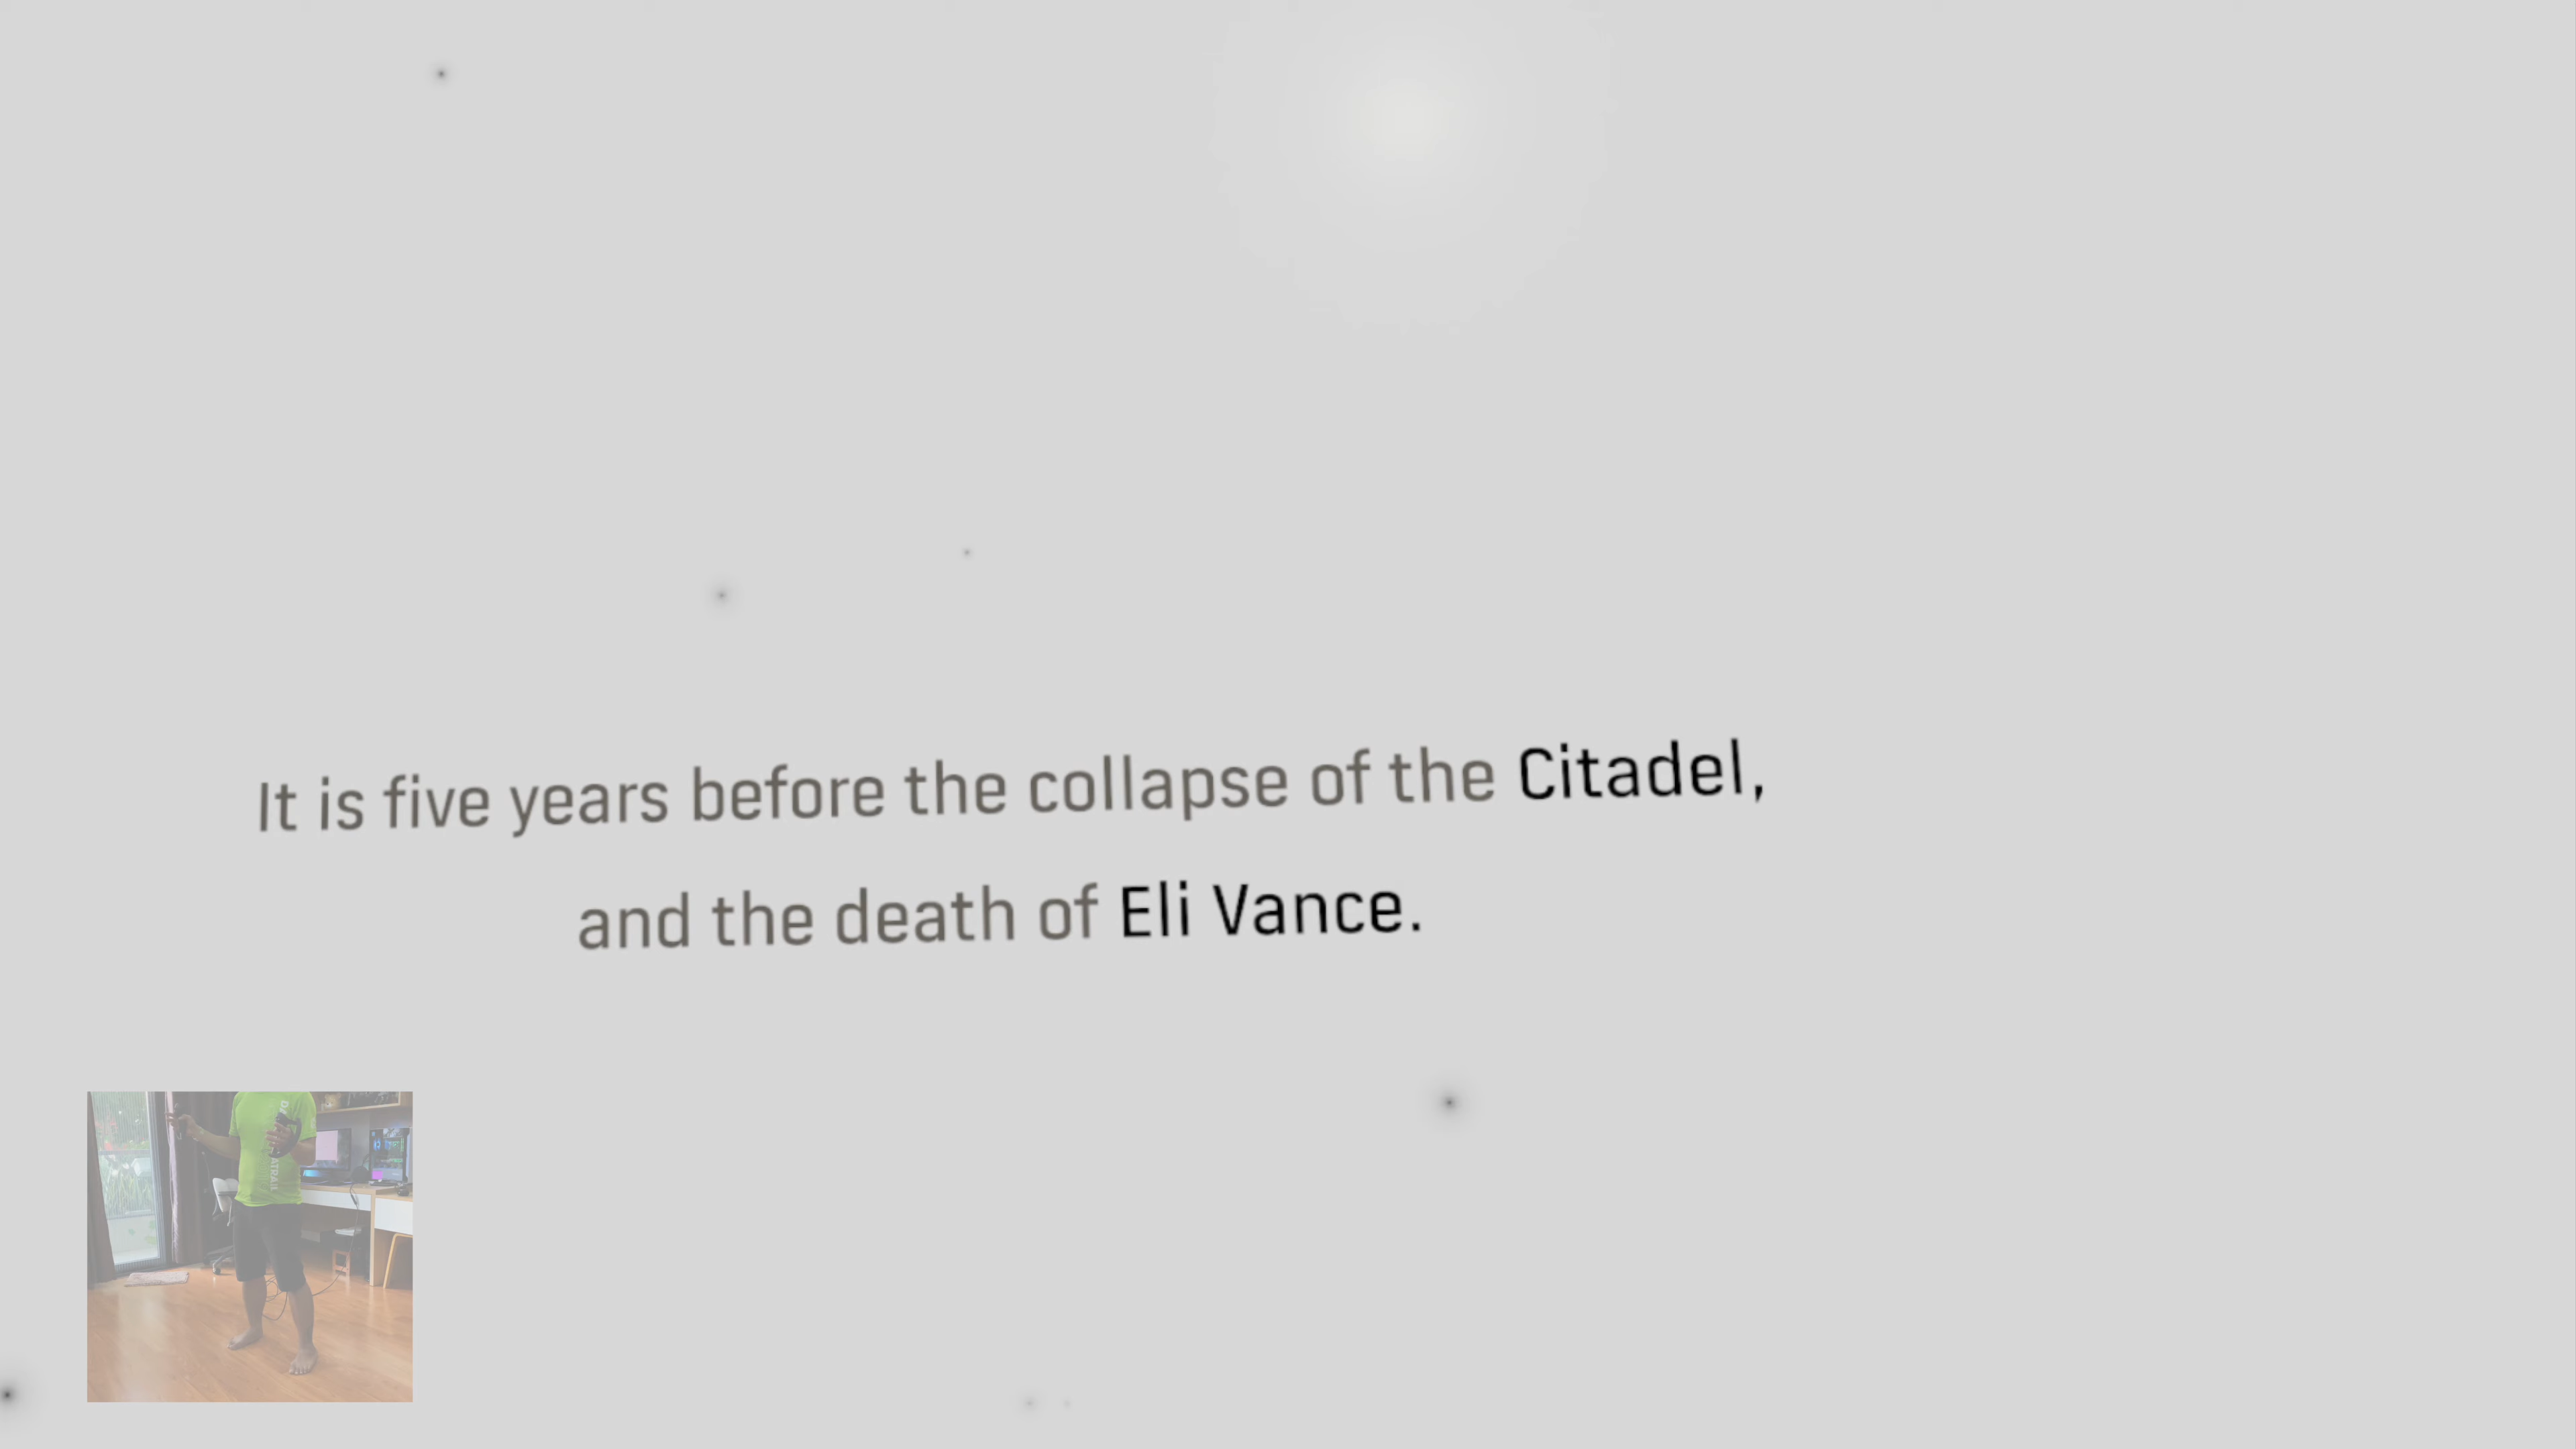 It is five years before the collapse of the Citadel,
and the death of Eli Vance.